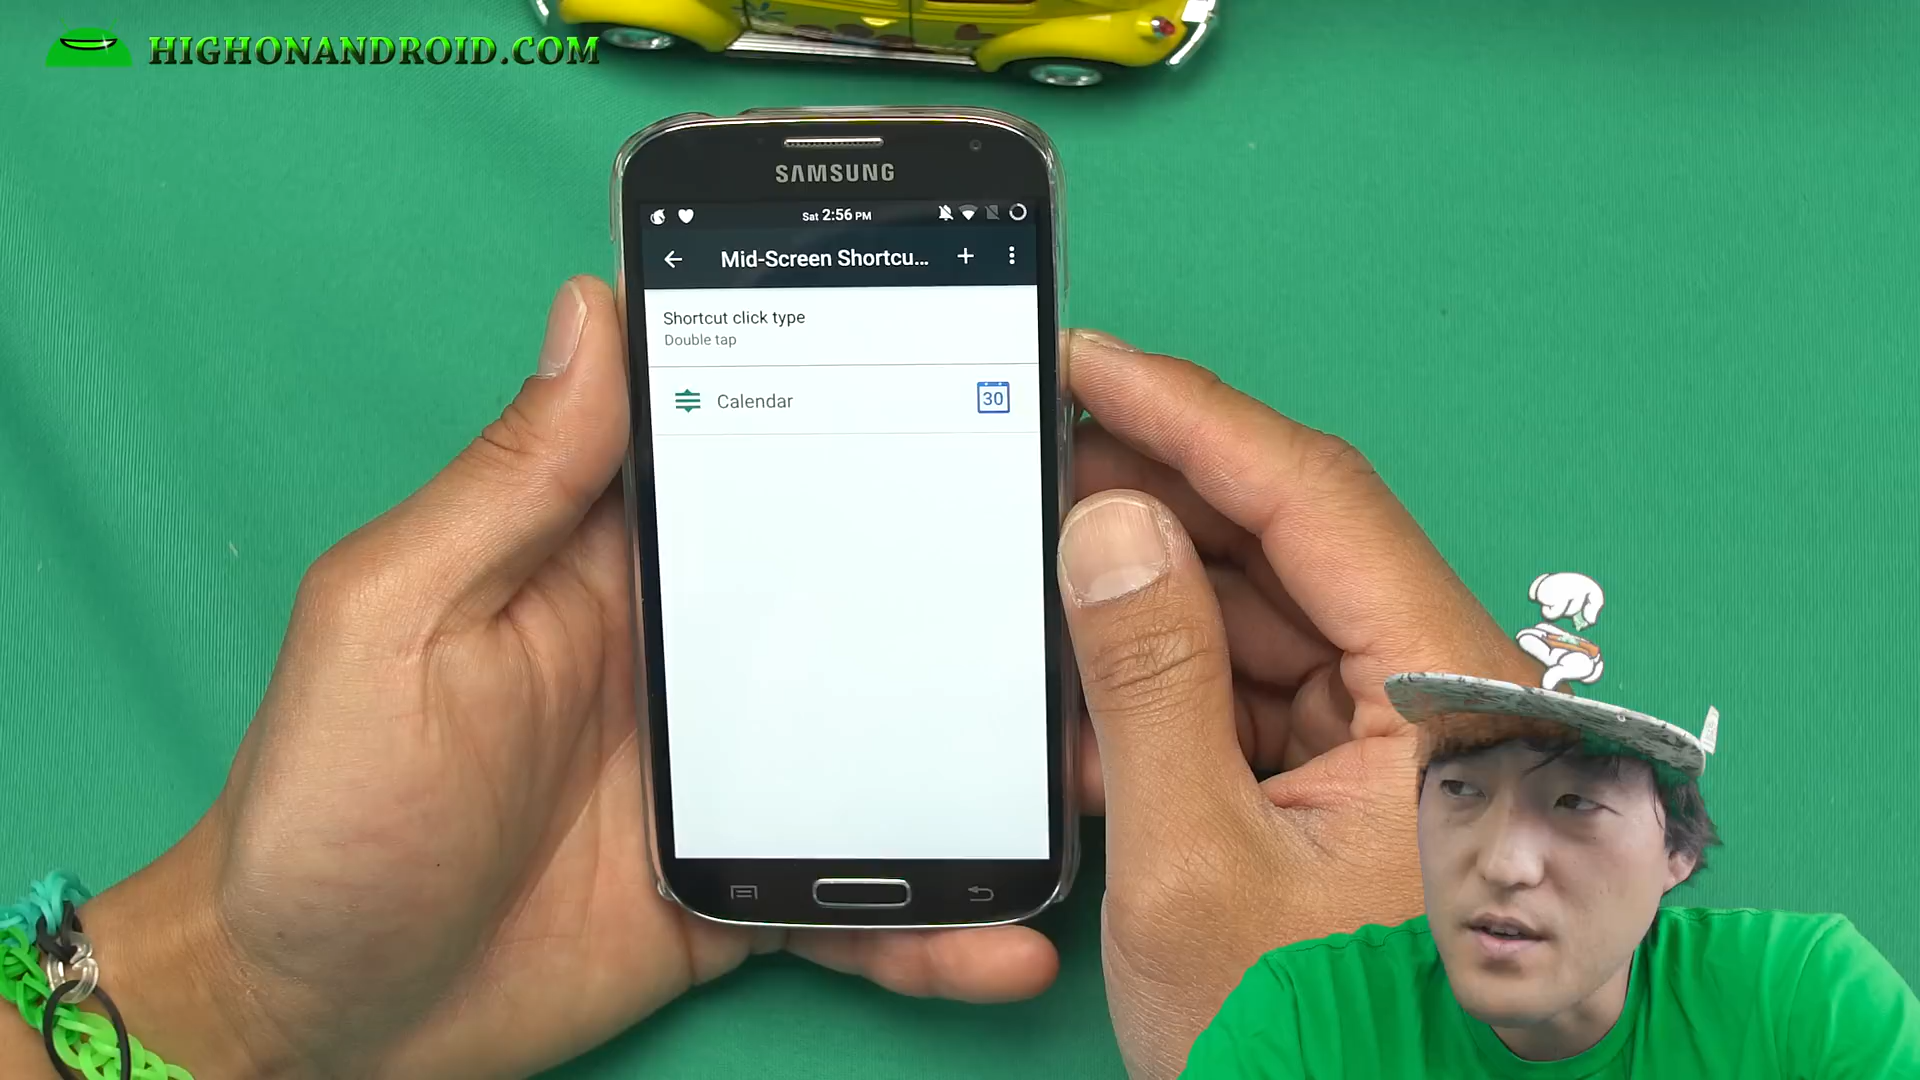 HIGHONANDROID.COM
SAMSUNG
Sat 2:56 PM
Mid-Screen Shortcu...
Shortcut click type
Double tap
Calendar
30